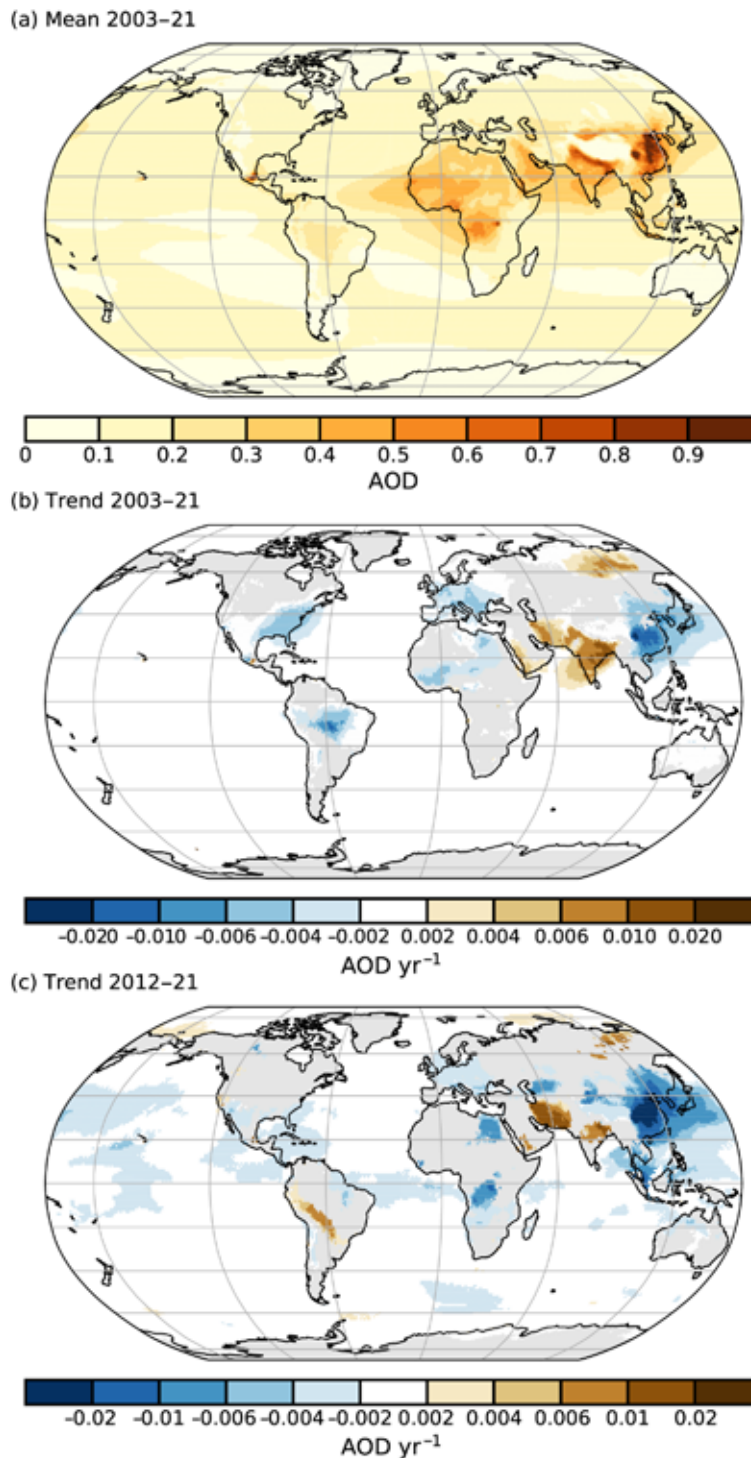 (a) Mean 2003–21
0 0.1 0.2 0.3 0.4 0.5 0.6 0.7 0.8 0.9
AOD
(b) Trend 2003–21
-0.020 -0.010 -0.006 -0.004 -0.002 0.002 0.004 0.006 0.010 0.020
AOD yr⁻¹
(c) Trend 2012–21
-0.02 -0.01 -0.006 -0.004 -0.002 0.002 0.004 0.006 0.01 0.02
AOD yr⁻¹